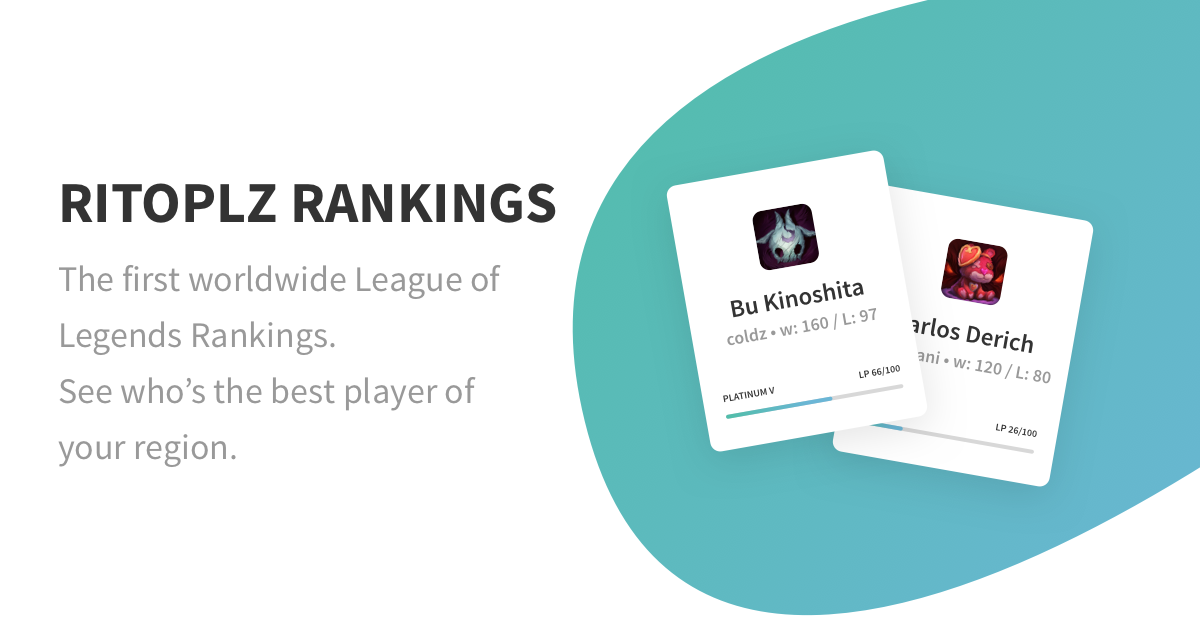 RITOPLZ RANKINGS
The first worldwide League of
Legends Rankings.
See who’s the best player of
your region.
Bu Kinoshita
coldz • w: 160 / L: 97
PLATINUM V
LP 66/100
arlos Derich
ani • w: 120 / L: 80
LP 26/100